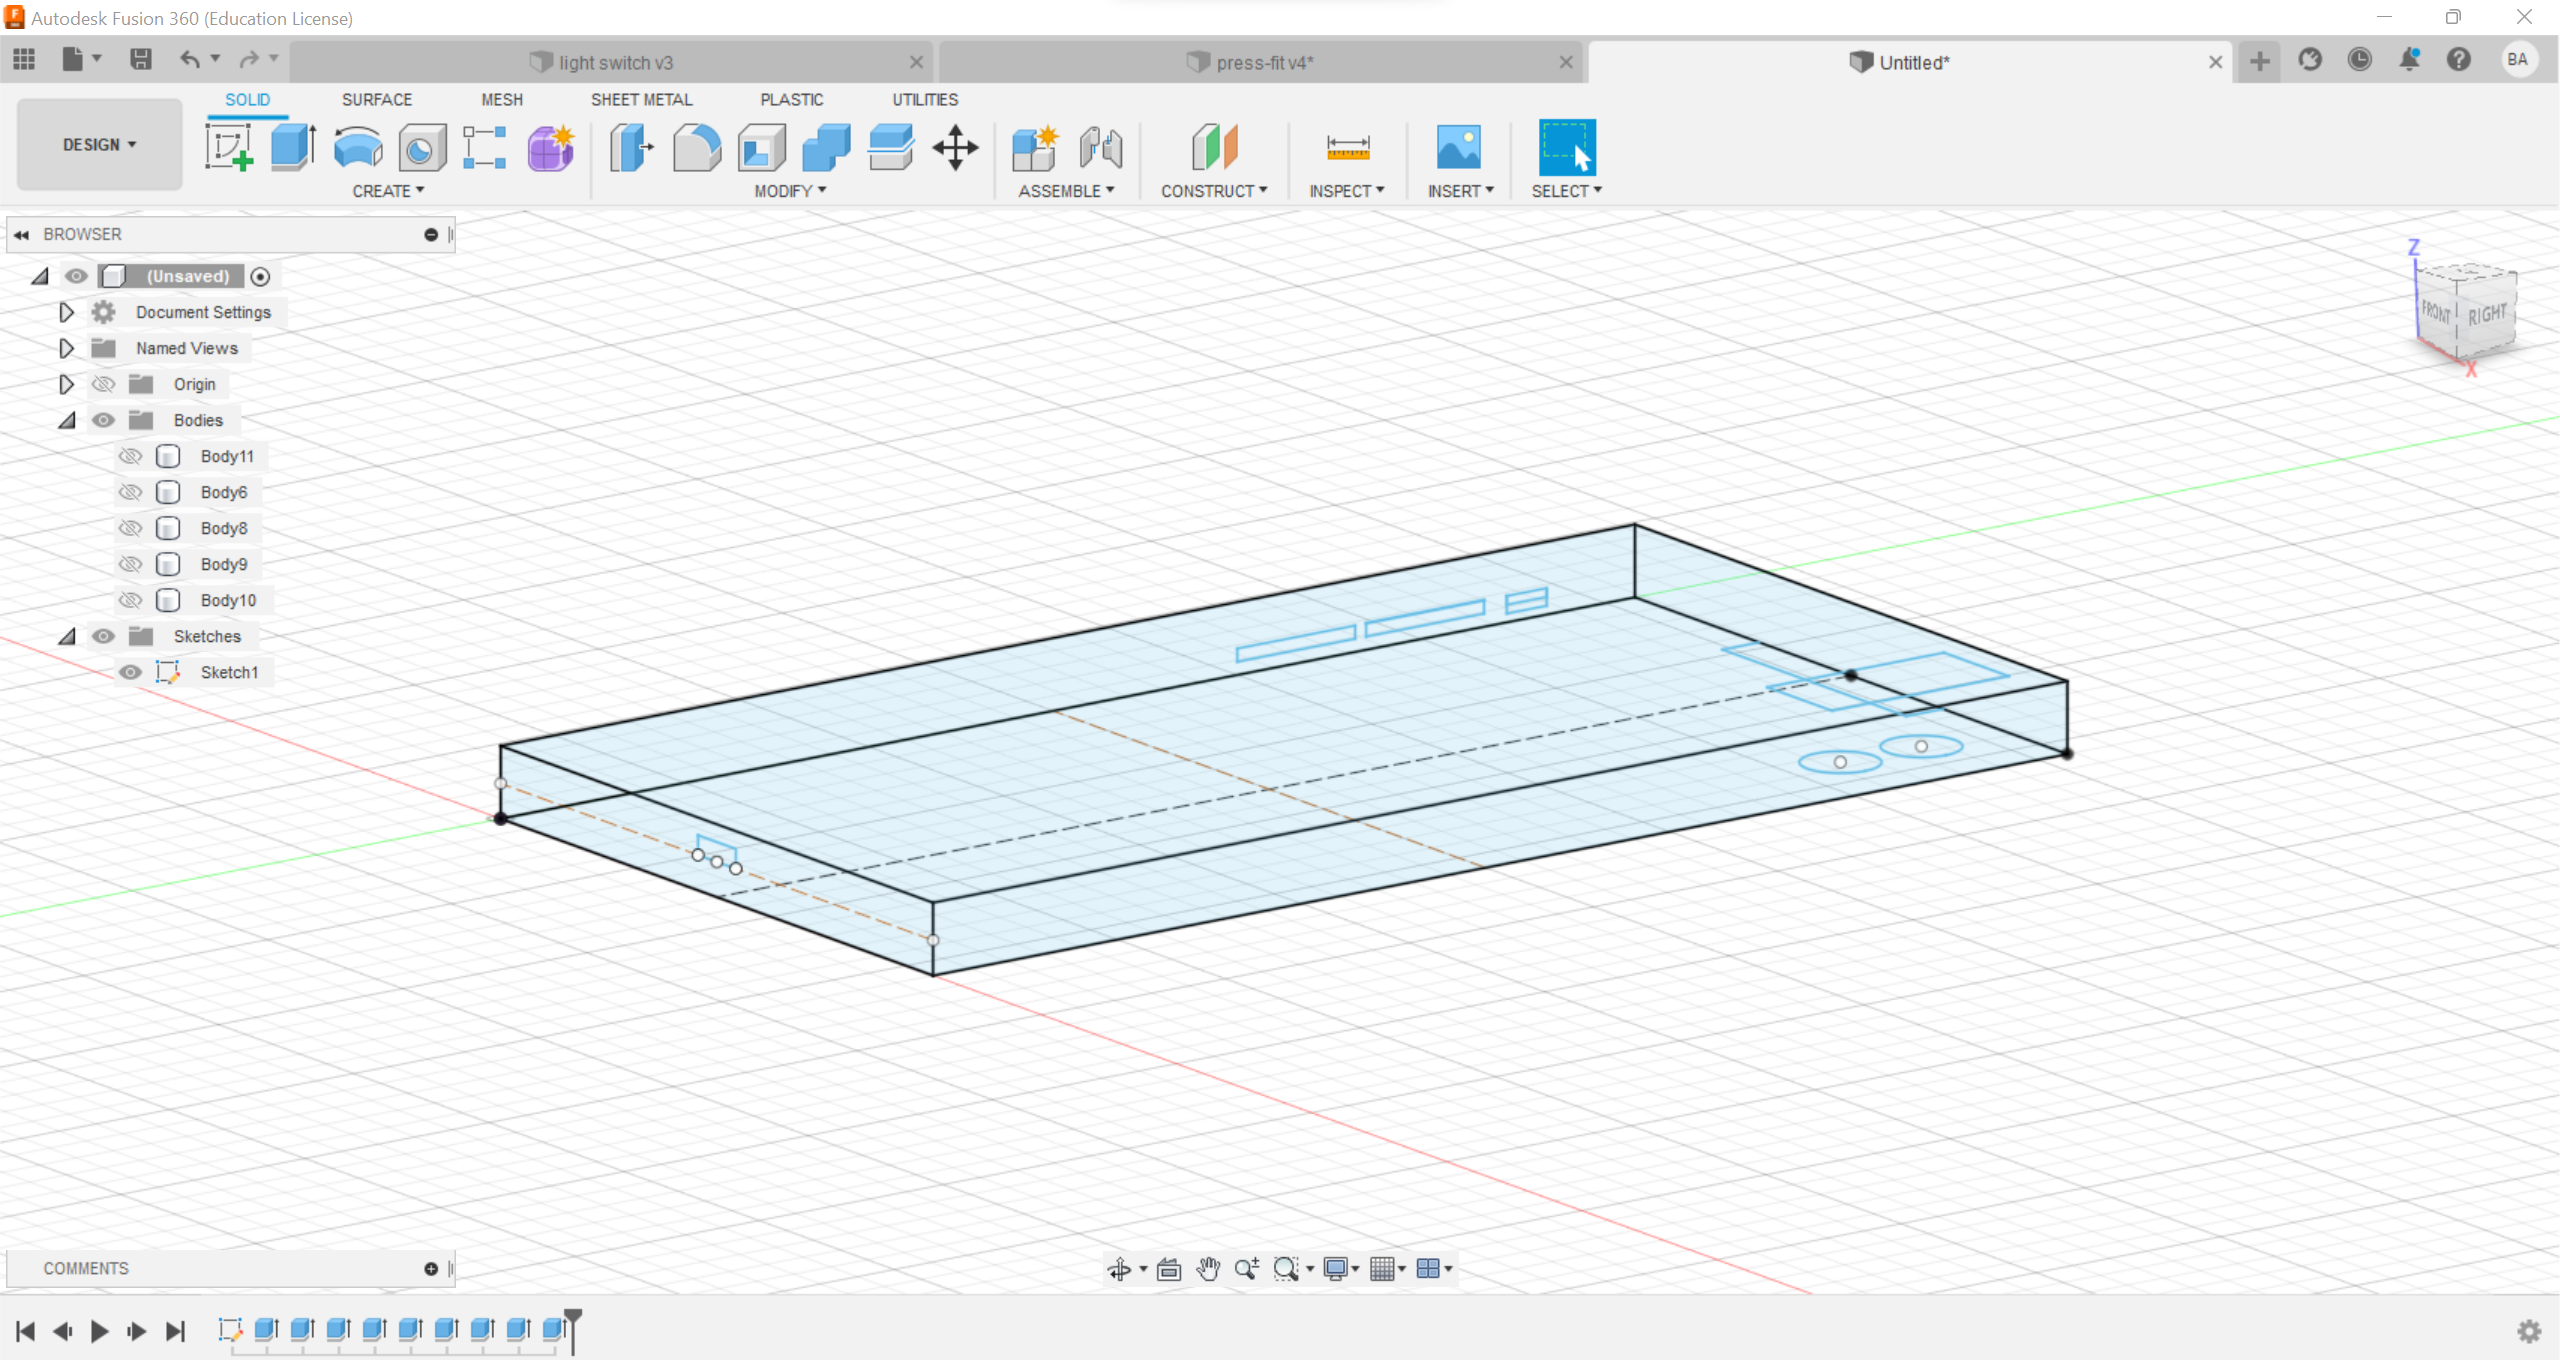 Autodesk Fusion 360 (Education License)
light switch v3
press-fit v4*
Untitled*
BA
DESIGN
SOLID SURFACE MESH SHEET METAL PLASTIC UTILITIES
CREATE MODIFY ASSEMBLE CONSTRUCT INSPECT INSERT SELECT
BROWSER
(Unsaved)
Document Settings
Named Views
Origin
Bodies
Body11
Body6
Body8
Body9
Body10
Sketches
Sketch1
Z
FRONT RIGHT
X
COMMENTS